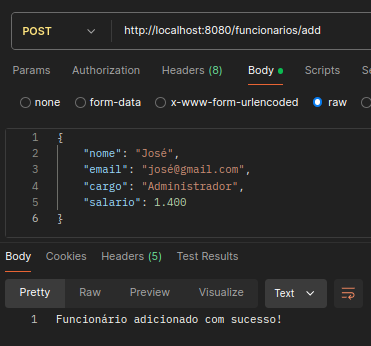 POST http://localhost:8080/funcionarios/add
Params Authorization Headers (8) Body Scripts
none form-data x-www-form-urlencoded raw
1 {
2 "nome": "José",
3 "email": "josé@gmail.com",
4 "cargo": "Administrador",
5 "salario": 1.400
6 }
Body Cookies Headers (5) Test Results
Pretty Raw Preview Visualize Text
1 Funcionário adicionado com sucesso!